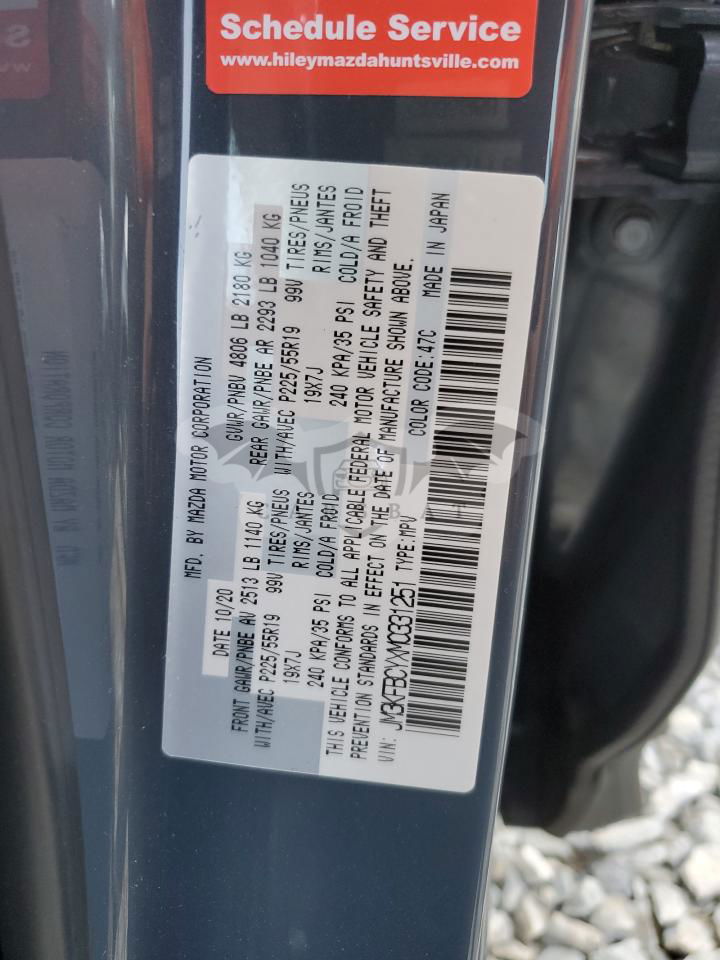 Schedule Service
www.hileymazdahuntsville.com
MFD. BY MAZDA MOTOR CORPORATION
DATE 10/20 GVWR/PNBV 4806 LB 2180 KG
FRONT GAWR/PNBE AV 2513 LB 1140 KG REAR GAWR/PNBE AR 2293 LB 1040 KG
WITH/AVEC P225/55R19 99V TIRES/PNEUS WITH/AVEC P225/55R19 99V TIRES/PNEUS
19X7J RIMS/JANTES 19X7J RIMS/JANTES
240 KPA/35 PSI COLD/A FROID 240 KPA/35 PSI COLD/A FROID
THIS VEHICLE CONFORMS TO ALL APPLICABLE FEDERAL MOTOR VEHICLE SAFETY AND THEFT
PREVENTION STANDARDS IN EFFECT ON THE DATE OF MANUFACTURE SHOWN ABOVE.
VIN: JM3KFBCYXM0331251 TYPE:MPV COLOR CODE:47C MADE IN JAPAN